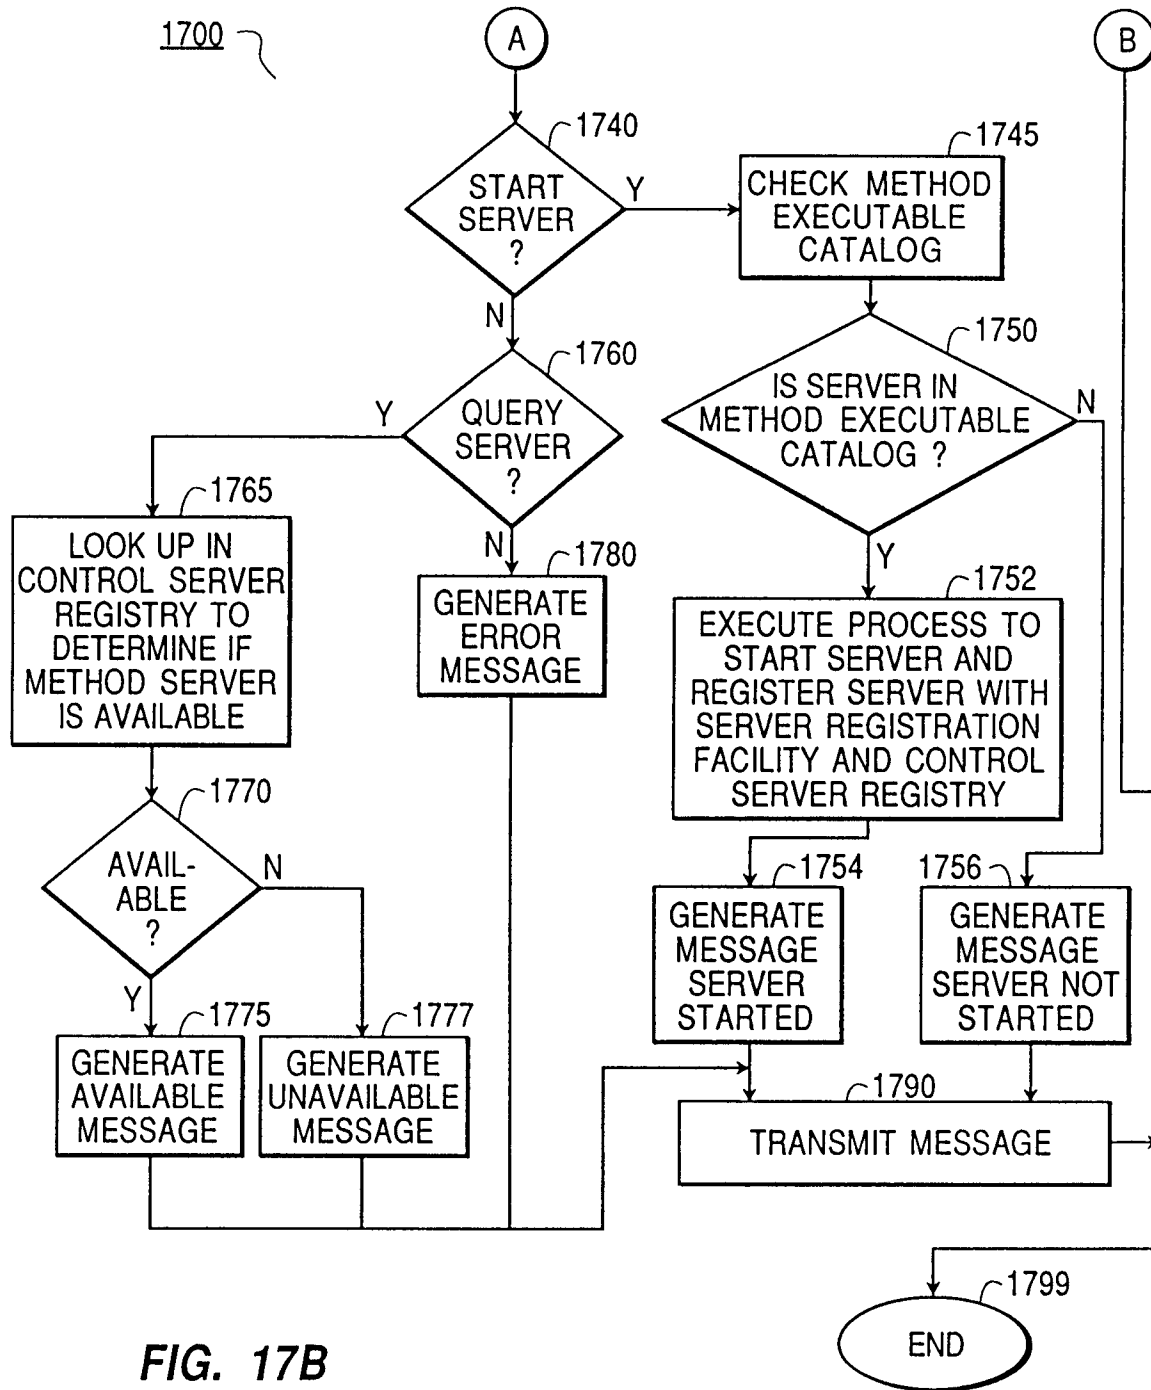 1700
A
B
1740
START
SERVER
?
Y
N
1745
CHECK METHOD
EXECUTABLE
CATALOG
1750
IS SERVER IN
METHOD EXECUTABLE
CATALOG ?
N
Y
1760
QUERY
SERVER
?
Y
N
1765
LOOK UP IN
CONTROL SERVER
REGISTRY TO
DETERMINE IF
METHOD SERVER
IS AVAILABLE
1780
GENERATE
ERROR
MESSAGE
1752
EXECUTE PROCESS TO
START SERVER AND
REGISTER SERVER WITH
SERVER REGISTRATION
FACILITY AND CONTROL
SERVER REGISTRY
1770
AVAIL-
ABLE
?
N
Y
1754
GENERATE
MESSAGE
SERVER
STARTED
1756
GENERATE
MESSAGE
SERVER NOT
STARTED
1775
GENERATE
AVAILABLE
MESSAGE
1777
GENERATE
UNAVAILABLE
MESSAGE
1790
TRANSMIT MESSAGE
1799
END
FIG. 17B